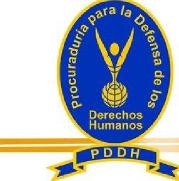 Procuraduría para la Defensa de los
Derechos
Humanos
PDDH